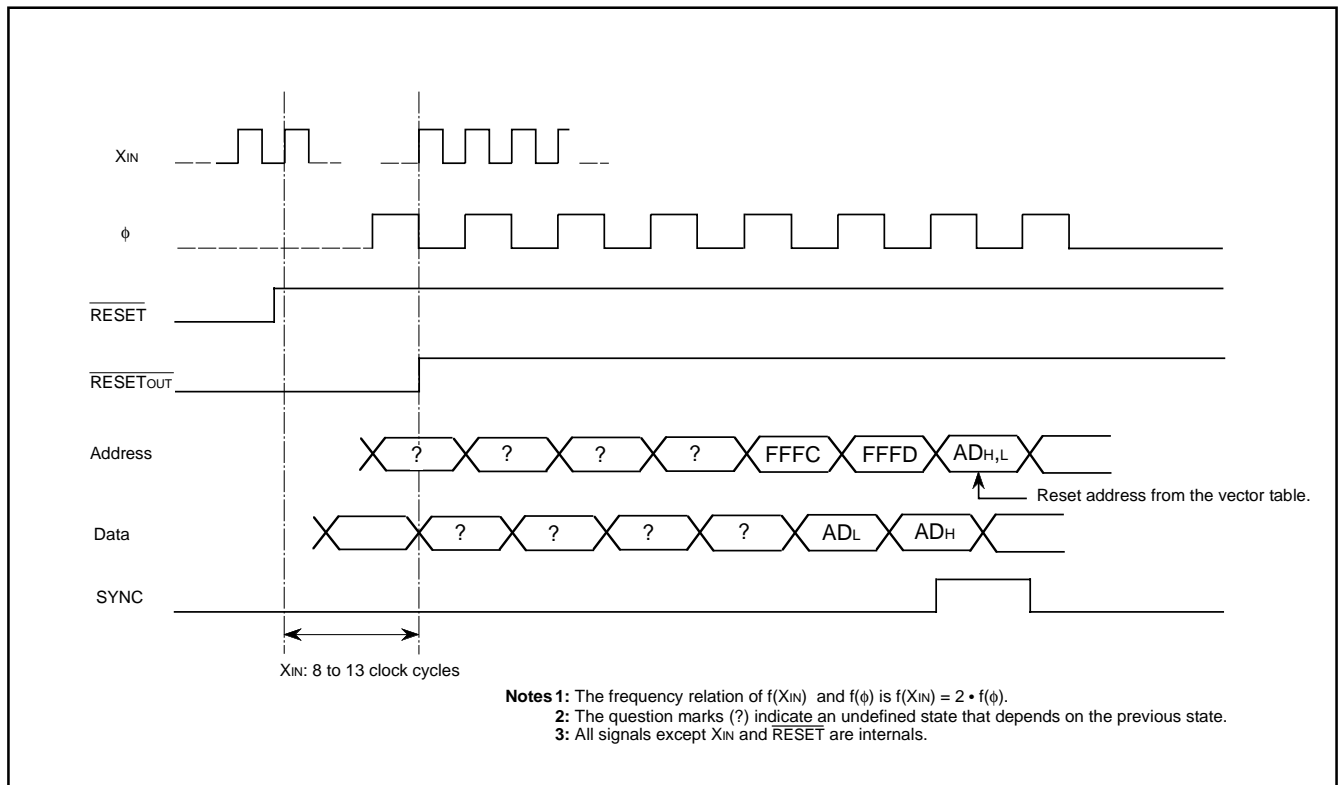 XIN
ϕ
RESET
RESETOUT
Address
? ? ? ? FFFC FFFD ADH,L
Reset address from the vector table.
Data
? ? ? ? ADL ADH
SYNC
XIN: 8 to 13 clock cycles
Notes 1: The frequency relation of f(XIN) and f(ϕ) is f(XIN) = 2 • f(ϕ).
2: The question marks (?) indicate an undefined state that depends on the previous state.
3: All signals except XIN and RESET are internals.